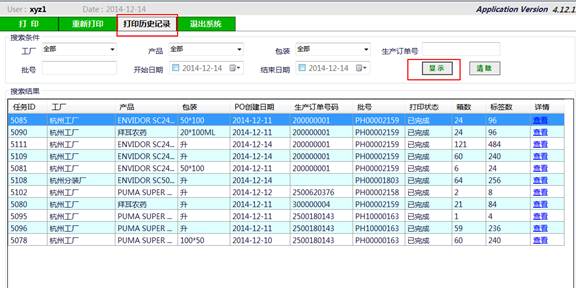 User : xyz1 Date : 2014-12-14 Application Version 4.12.1
打 印 重新打印 打印历史记录 退出系统
搜索条件
工厂 全部 产品 全部 包装 全部 生产订单号
批号 开始日期 2014-12-14 结束日期 2014-12-14 显示 清除
搜索结果
任务ID 工厂 产品 包装 PO创建日期 生产订单号码 批号 打印状态 箱数 标签数 详情
5085 杭州工厂 ENVIDOR SC24... 50*100 2014-12-11 200000001 PH00002159 已完成 24 96 查看
5090 杭州工厂 拜耳农药 20*100ML 2014-12-11 200000001 PH00002159 已完成 24 96 查看
5111 杭州工厂 ENVIDOR SC24... 升 2014-12-14 200000001 PH00002159 已完成 121 484 查看
5109 杭州工厂 ENVIDOR SC24... 升 2014-12-14 200000001 PH00002159 已完成 60 240 查看
5081 杭州工厂 ENVIDOR SC24... 升 2014-12-11 200000001 PH00002159 已完成 6 24 查看
5108 杭州分装厂 ENVIDOR SC50... 升 2014-12-14 200000003 PH00001803 已完成 64 256 查看
5102 杭州工厂 PUMA SUPER ... 升 2014-12-12 2500620376 PH00002158 已完成 2 8 查看
5080 杭州工厂 拜耳农药 升 2014-12-11 300000004 PH00002159 已完成 21 84 查看
5095 杭州工厂 PUMA SUPER ... 升 2014-12-11 2500180143 PH10000163 已完成 1 4 查看
5096 杭州工厂 PUMA SUPER ... 升 2014-12-11 2500180143 PH10000163 已完成 59 236 查看
5078 杭州工厂 PUMA SUPER ... 100*50 2014-12-10 2500180143 PH00000163 已完成 60 240 查看